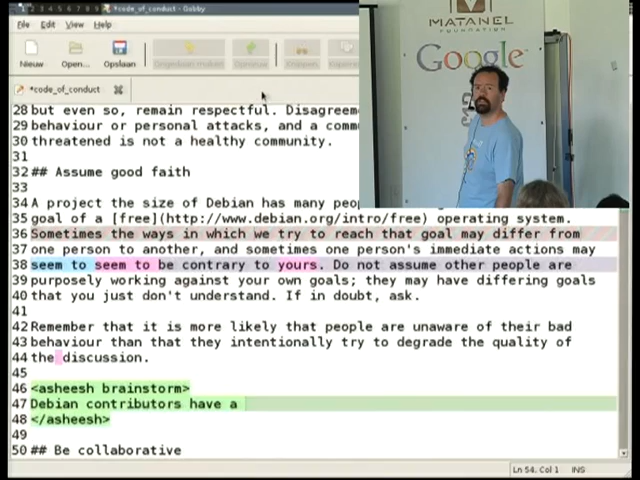 1 2 3 4 5 6 7 8 *code_of_conduct - Gobby
File Edit View Help
Nieuw Open... Opslaan
*code_of_conduct
28 but even so, remain respectful. Disagreem
29 behaviour or personal attacks, and a comm
30 threatened is not a healthy community.
31
32 ## Assume good faith
33
34 A project the size of Debian has many peop
35 goal of a [free](http://www.debian.org/intro/free) operating system.
36 Sometimes the ways in which we try to reach that goal may differ from
37 one person to another, and sometimes one person's immediate actions may
38 seem to seem to be contrary to yours. Do not assume other people are
39 purposely working against your own goals; they may have differing goals
40 that you just don't understand. If in doubt, ask.
41
42 Remember that it is more likely that people are unaware of their bad
43 behaviour than that they intentionally try to degrade the quality of
44 the discussion.
45
46 <asheesh brainstorm>
47 Debian contributors have a
48 </asheesh>
49
50 ## Be collaborative
Ln 54, Col 1 INS
MATANEL
FOUNDATION
Google